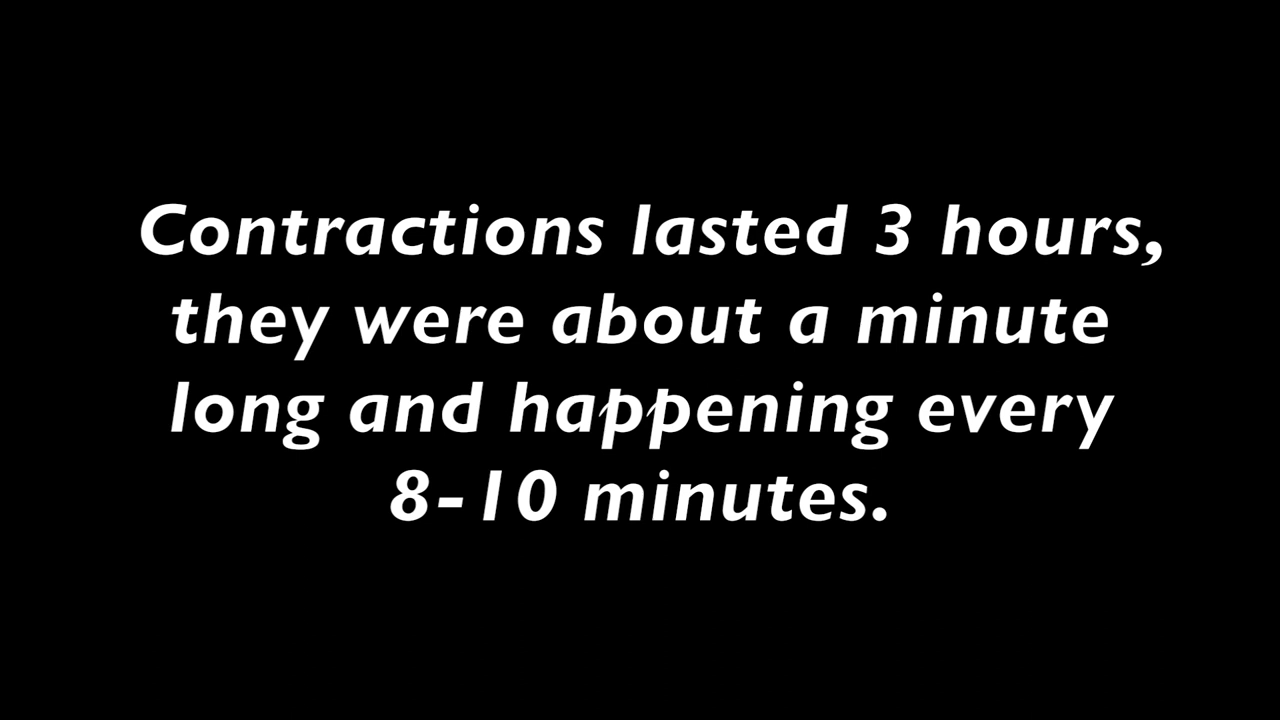 Contractions lasted 3 hours,
they were about a minute
long and happening every
8-10 minutes.